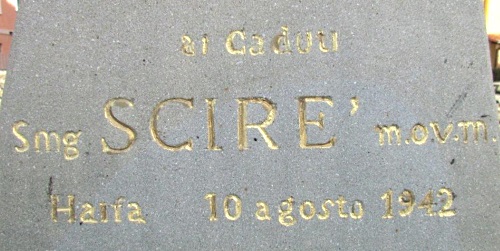 ai Caduti
Smg SCIRE' m.o.v.m.
Haifa 10 agosto 1942